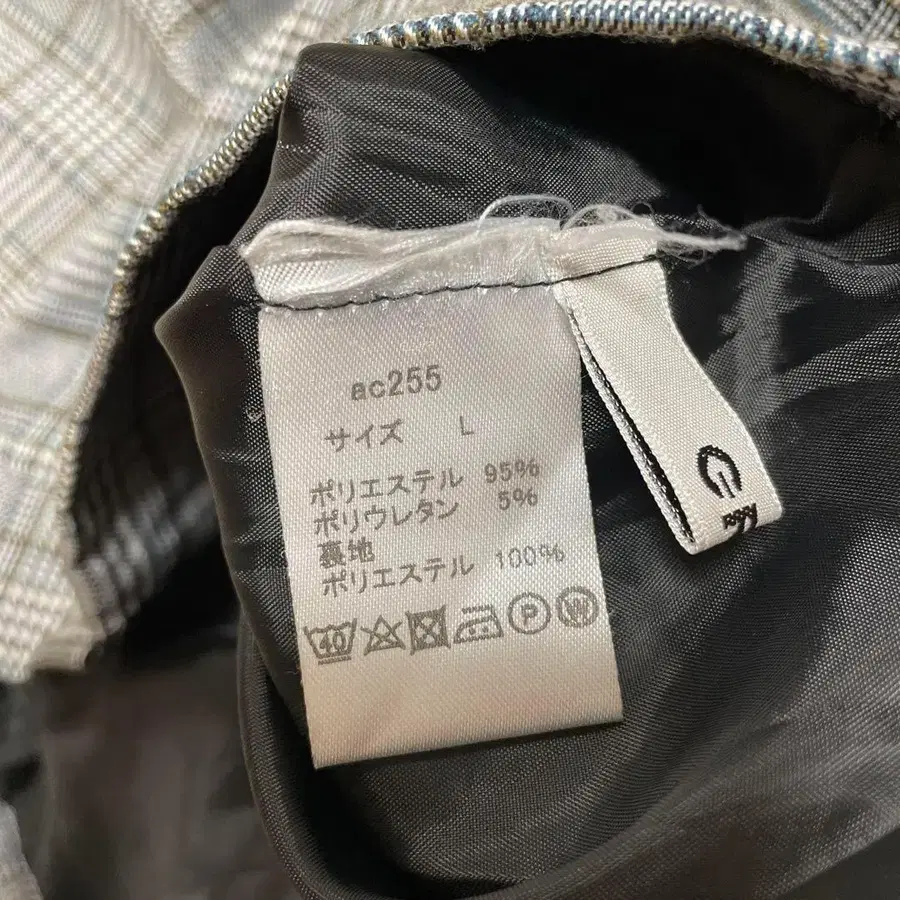 ac255
サイズ L
ポリエステル 95%
ポリウレタン 5%
裏地
ポリエステル 100%
40 P W
G